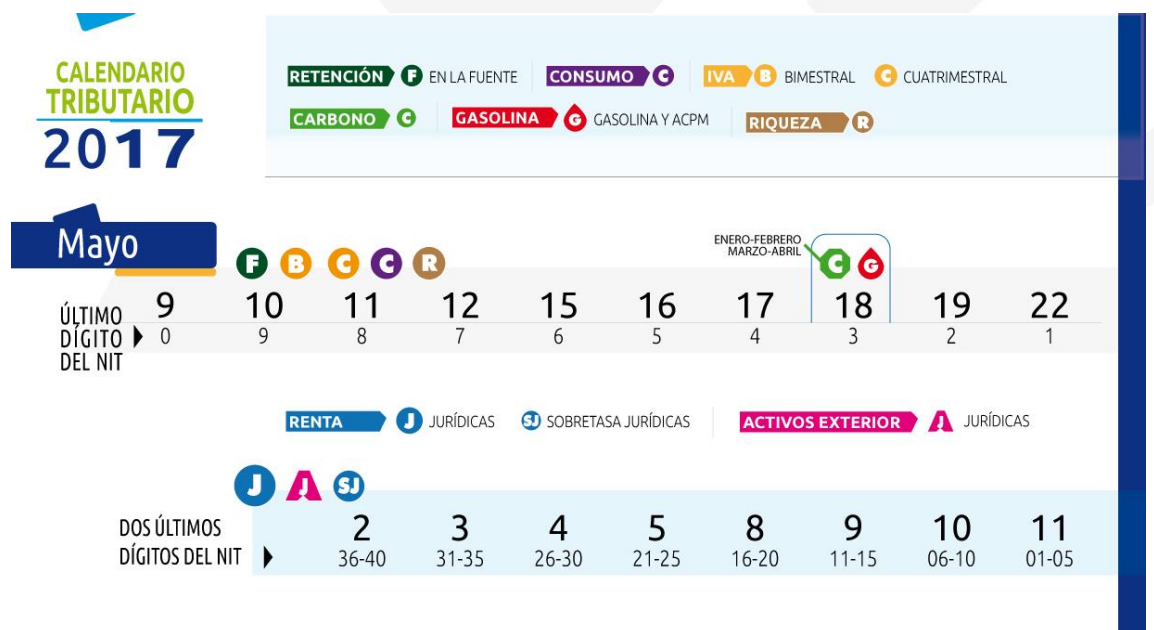 CALENDARIO
TRIBUTARIO
2017
RETENCIÓN F EN LA FUENTE CONSUMO C IVA B BIMESTRAL C CUATRIMESTRAL
CARBONO C GASOLINA G GASOLINA Y ACPM RIQUEZA R
Mayo
F B C C R
ENERO-FEBRERO
MARZO-ABRIL
C G
9 10 11 12 15 16 17 18 19 22
ÚLTIMO
DÍGITO
DEL NIT
0 9 8 7 6 5 4 3 2 1
RENTA J JURÍDICAS SJ SOBRETASA JURÍDICAS ACTIVOS EXTERIOR J JURÍDICAS
J J SJ
DOS ÚLTIMOS
DÍGITOS DEL NIT
2 3 4 5 8 9 10 11
36-40 31-35 26-30 21-25 16-20 11-15 06-10 01-05